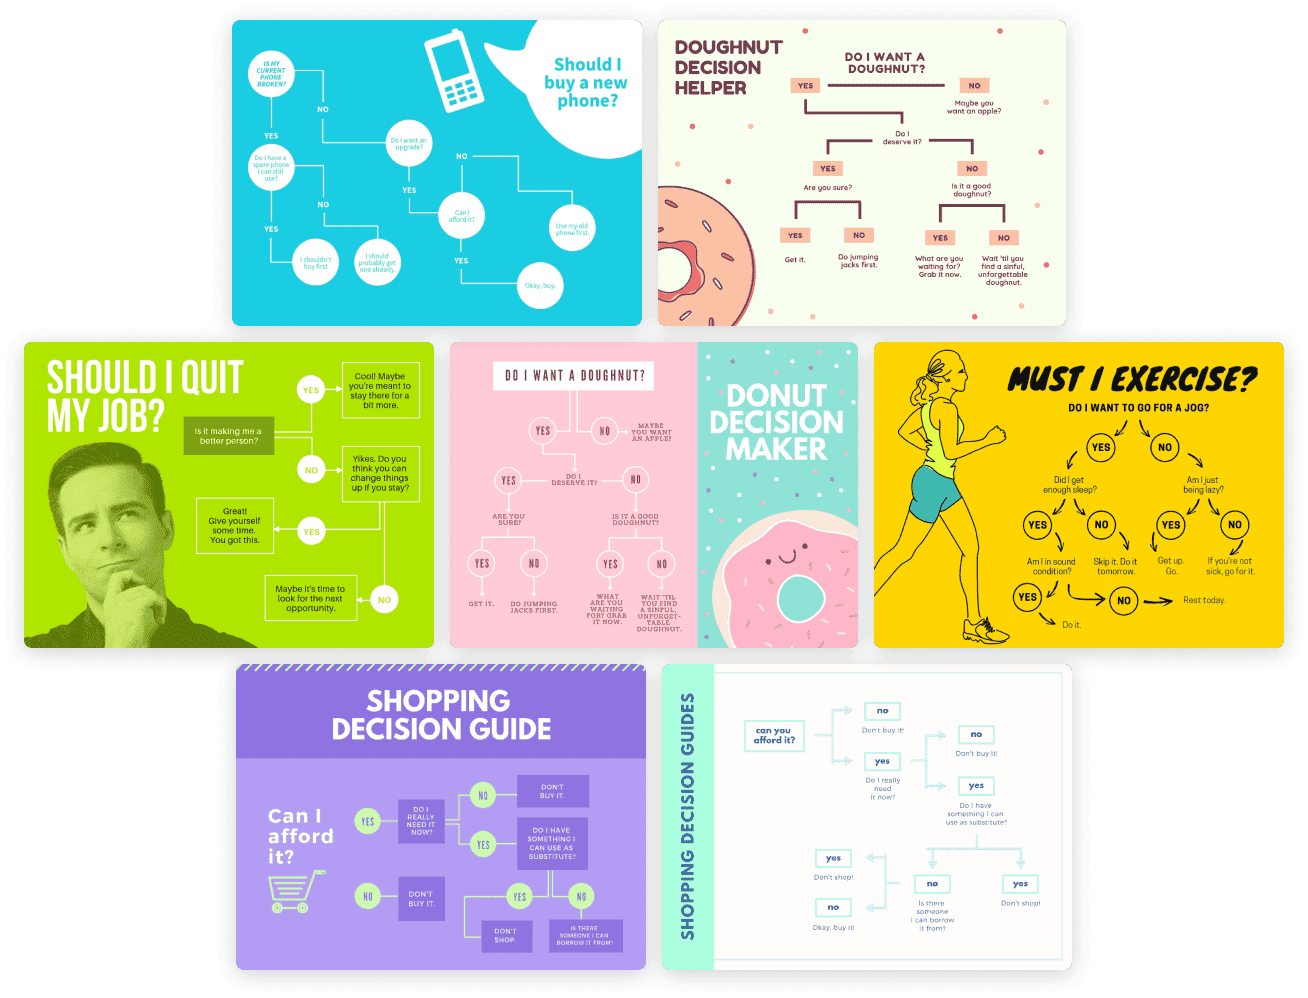 Should I
buy a new
phone?
IS MY
CURRENT
PHONE
BROKEN?
NO
YES
Do I want an
upgrade?
Do I have a
spare phone
I can still
use?
NO
YES
NO
YES
Can I
afford it?
Use my old
phone first.
YES
I shouldn't
buy first
I should
probably get
one already.
Okay, buy.
DOUGHNUT
DECISION
HELPER
DO I WANT A
DOUGHNUT?
YES
NO
Maybe you
want an apple?
Do I
deserve it?
YES
NO
Are you sure?
Is it a good
doughnut?
YES
NO
YES
NO
Get it.
Do jumping
jacks first.
What are you
waiting for?
Grab it now.
Wait 'til you
find a sinful,
unforgettable
doughnut.
SHOULD I QUIT
MY JOB?
Is it making me a
better person?
YES
Cool! Maybe
you're meant to
stay there for a
bit more.
NO
Yikes. Do you
think you can
change things
up if you stay?
Great!
Give yourself
some time.
You got this.
YES
Maybe it's time to
look for the next
opportunity.
NO
DO I WANT A DOUGHNUT?
YES
NO
MAYBE
YOU WANT
AN APPLE?
YES
DO I
DESERVE IT?
NO
ARE YOU
SURE?
IS IT A GOOD
DOUGHNUT?
YES
NO
YES
NO
GET IT.
DO JUMPING
JACKS FIRST.
WHAT
ARE YOU
WAITING
FOR? GRAB
IT NOW.
WAIT 'TIL
YOU FIND
A SINFUL,
UNFORGET-
TABLE
DOUGHNUT.
DONUT
DECISION
MAKER
MUST I EXERCISE?
DO I WANT TO GO FOR A JOG?
YES
NO
Did I get
enough sleep?
Am I just
being lazy?
YES
NO
YES
NO
Am I in sound
condition?
Skip it. Do it
tomorrow.
Get up.
Go.
If you're not
sick, go for it.
YES
NO
Rest today.
Do it.
SHOPPING
DECISION GUIDE
Can I
afford
it?
YES
DO I
REALLY
NEED IT
NOW?
NO
DON'T
BUY IT.
YES
DO I HAVE
SOMETHING I
CAN USE AS
SUBSTITUTE?
NO
DON'T
BUY IT.
YES
NO
DON'T
SHOP.
IS THERE
SOMEONE I CAN
BORROW IT FROM?
SHOPPING DECISION GUIDES
can you
afford it?
no
Don't buy it!
yes
Do I really
need
it now?
no
Don't buy it!
yes
Do I have
something I can
use as substitute?
yes
Don't shop!
no
Is there
someone
I can borrow
it from?
yes
Don't shop!
no
Okay, buy it!